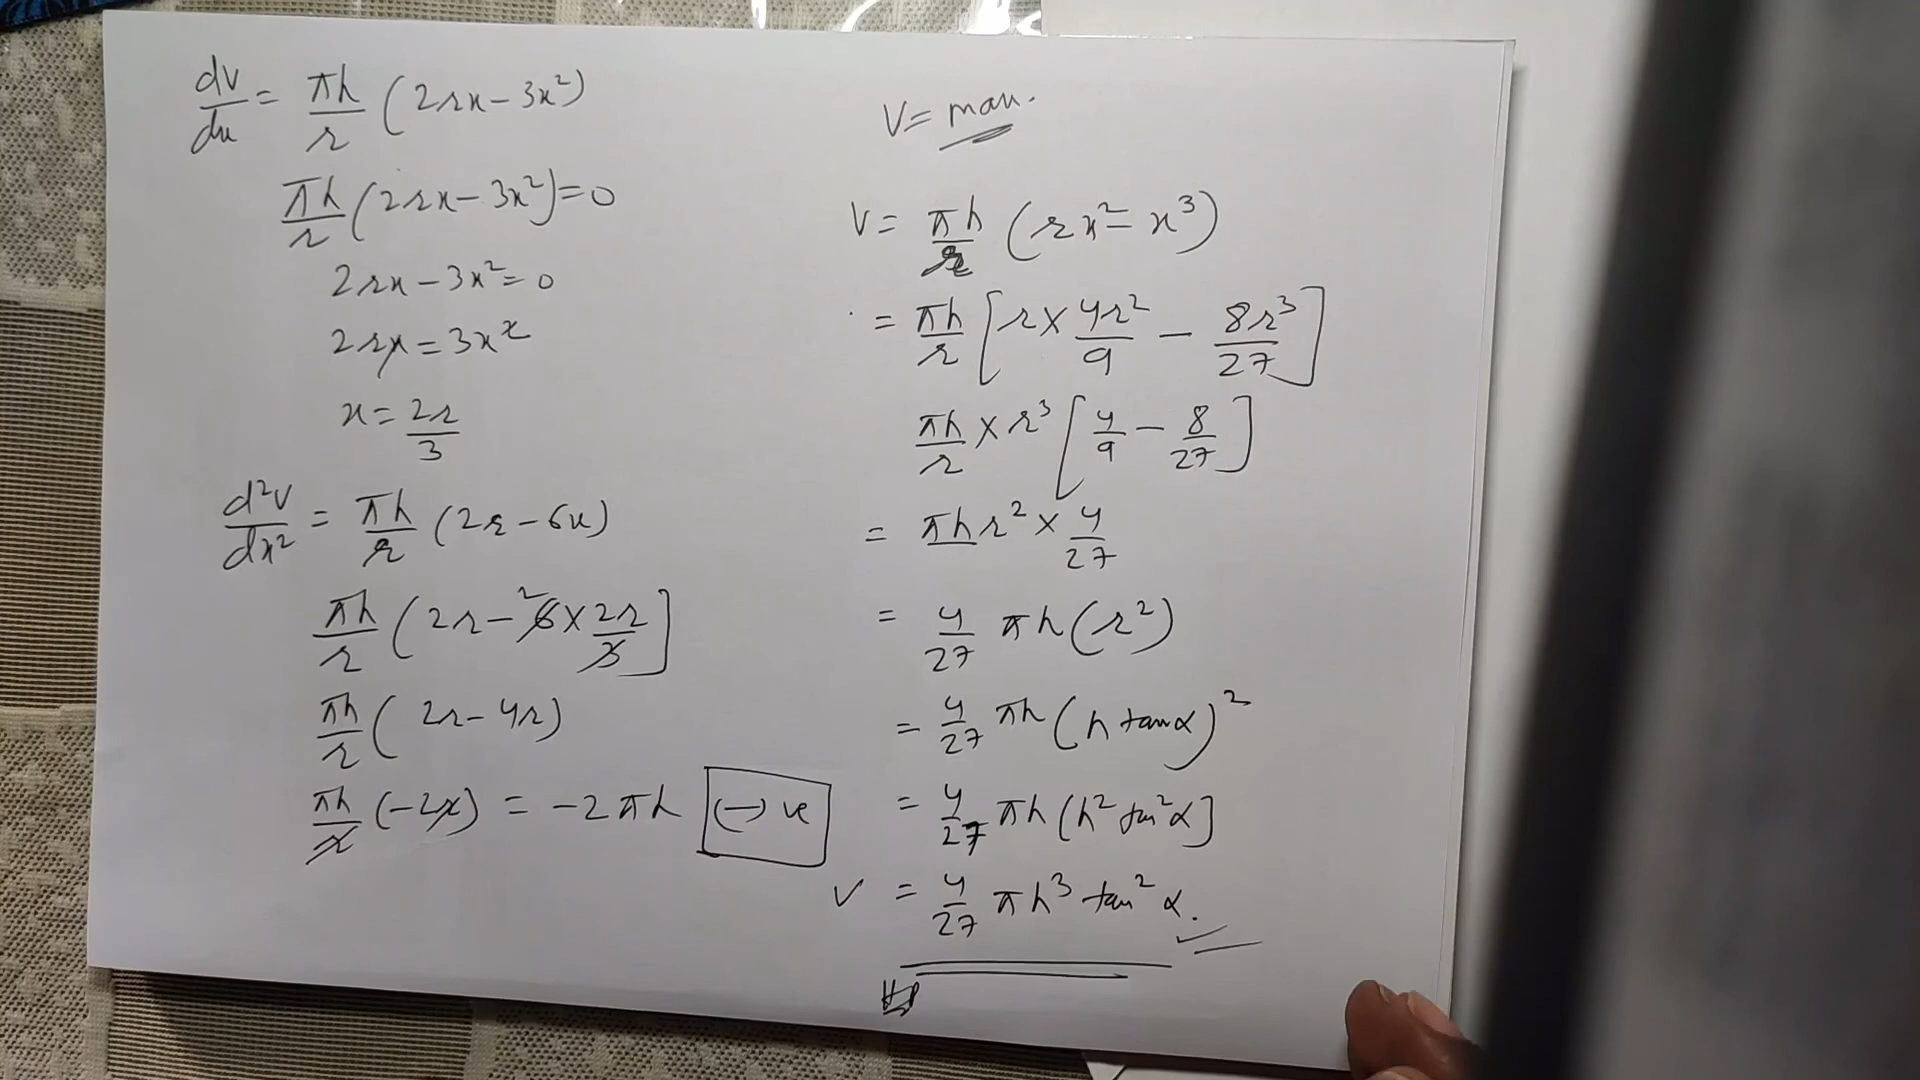 dv/dx = πh/r (2rx - 3x²)
πh/r (2rx - 3x²) = 0
2rx - 3x² = 0
2rx = 3x²
x = 2r/3
d²v/dx² = πh/r (2r - 6x)
πh/r (2r - ²6 × 2r/3]
πh/r (2r - 4r)
πh/r (-2r) = -2πh (-) ve
V = max.
V = πh/r (rx² - x³)
= πh/r [r × 4r²/9 - 8r³/27]
πh/r × r³ [4/9 - 8/27]
= πhr² × 4/27
= 4/27 πh (r²)
= 4/27 πh (h tanα)²
= 4/27 πh (h² tan²α]
V = 4/27 πh³ tan² α.